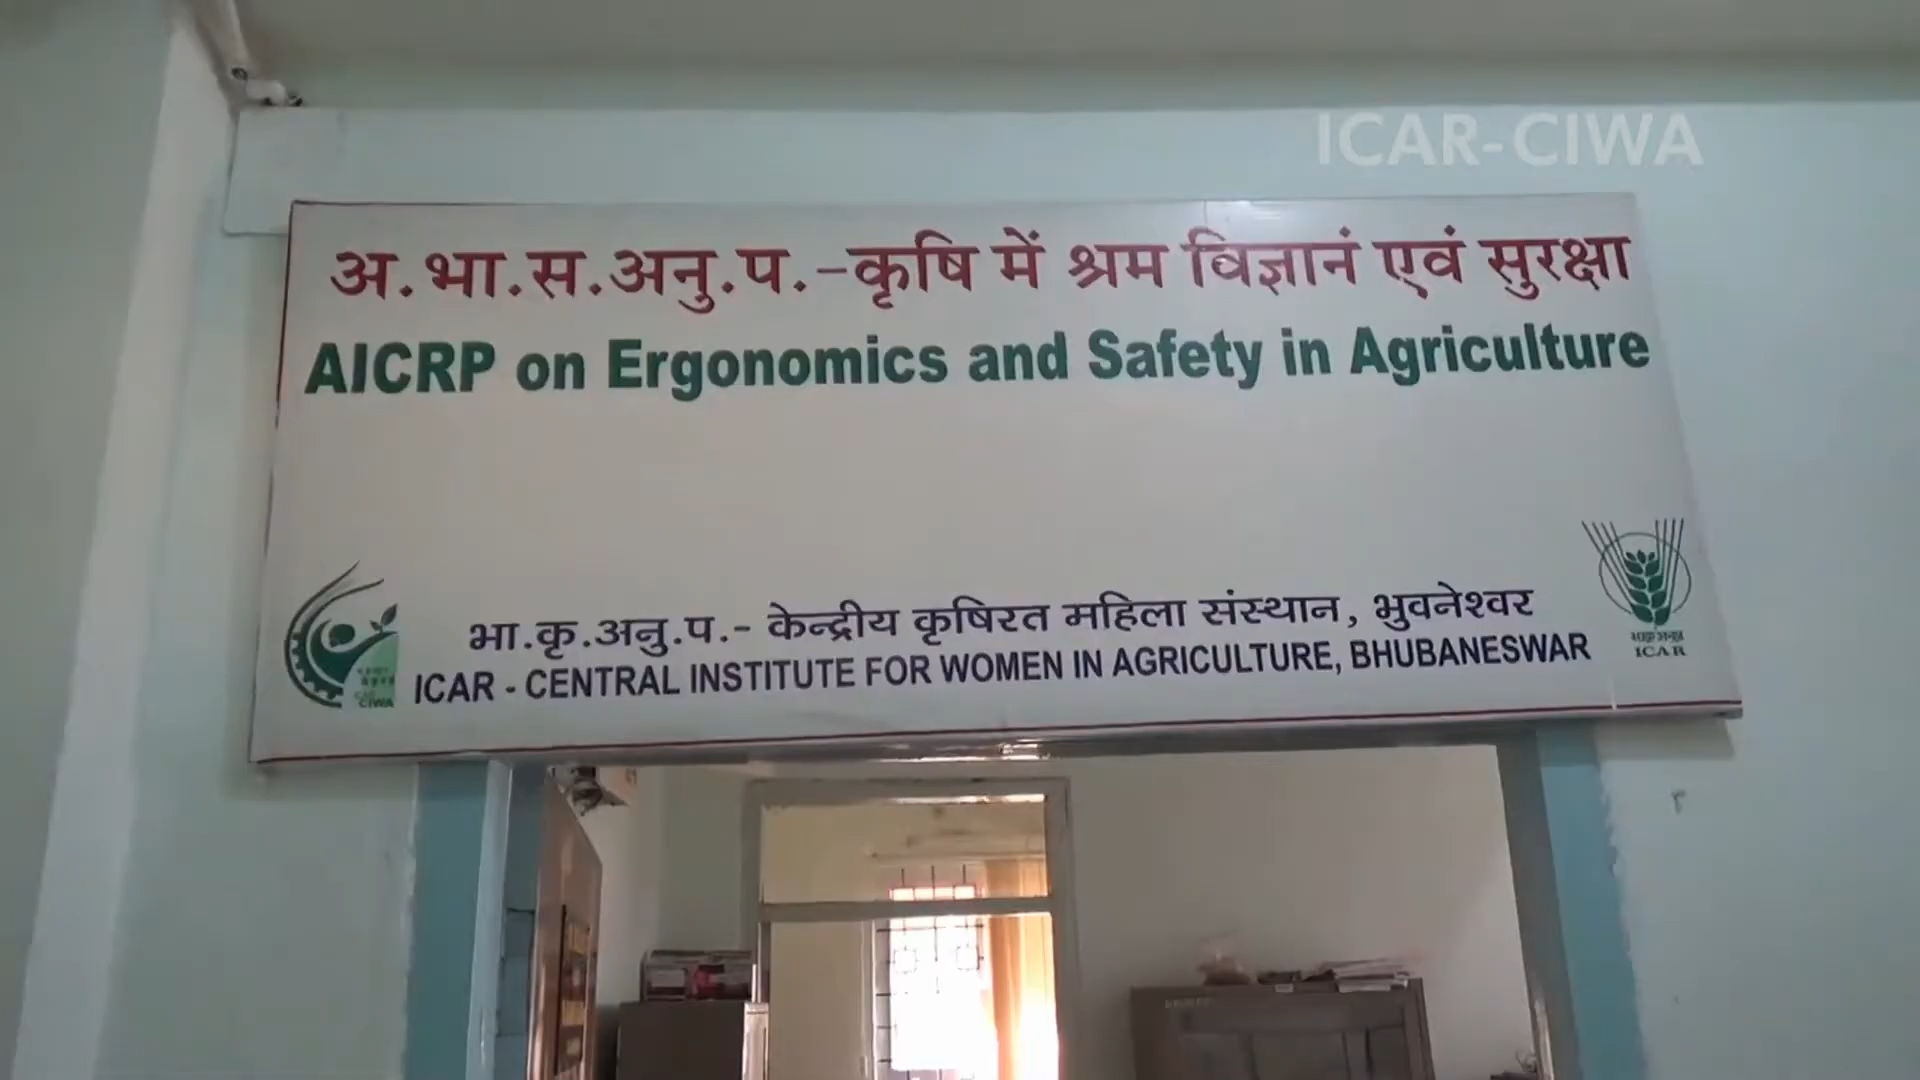 ICAR-CIWA
अ.भा.स.अनु.प.-कृषि में श्रम विज्ञानं एवं सुरक्षा
AICRP on Ergonomics and Safety in Agriculture
भा.कृ.अनु.प.- केन्द्रीय कृषिरत महिला संस्थान, भुवनेश्वर
ICAR - CENTRAL INSTITUTE FOR WOMEN IN AGRICULTURE, BHUBANESWAR
CIWA
ICAR